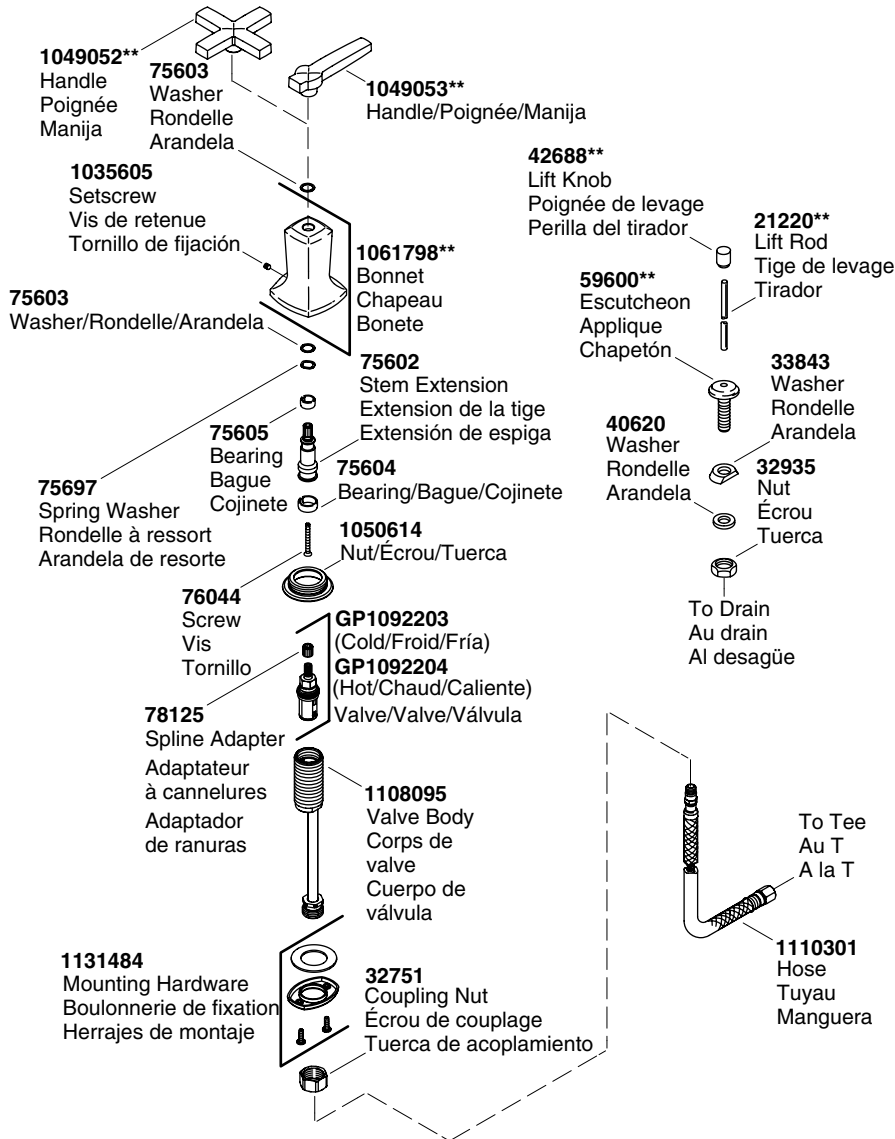 1049052**
Handle
Poignée
Manija
75603
Washer
Rondelle
Arandela
1049053**
Handle/Poignée/Manija
1035605
Setscrew
Vis de retenue
Tornillo de fijación
1061798**
Bonnet
Chapeau
Bonete
75603
Washer/Rondelle/Arandela
75602
Stem Extension
Extension de la tige
Extensión de espiga
75605
Bearing
Bague
Cojinete
75604
Bearing/Bague/Cojinete
75697
Spring Washer
Rondelle à ressort
Arandela de resorte
1050614
Nut/Écrou/Tuerca
76044
Screw
Vis
Tornillo
GP1092203
(Cold/Froid/Fría)
GP1092204
(Hot/Chaud/Caliente)
Valve/Valve/Válvula
78125
Spline Adapter
Adaptateur
à cannelures
Adaptador
de ranuras
1108095
Valve Body
Corps de
valve
Cuerpo de
válvula
1131484
Mounting Hardware
Boulonnerie de fixation
Herrajes de montaje
32751
Coupling Nut
Écrou de couplage
Tuerca de acoplamiento
42688**
Lift Knob
Poignée de levage
Perilla del tirador
21220**
Lift Rod
Tige de levage
Tirador
59600**
Escutcheon
Applique
Chapetón
33843
Washer
Rondelle
Arandela
40620
Washer
Rondelle
Arandela
32935
Nut
Écrou
Tuerca
To Drain
Au drain
Al desagüe
To Tee
Au T
A la T
1110301
Hose
Tuyau
Manguera